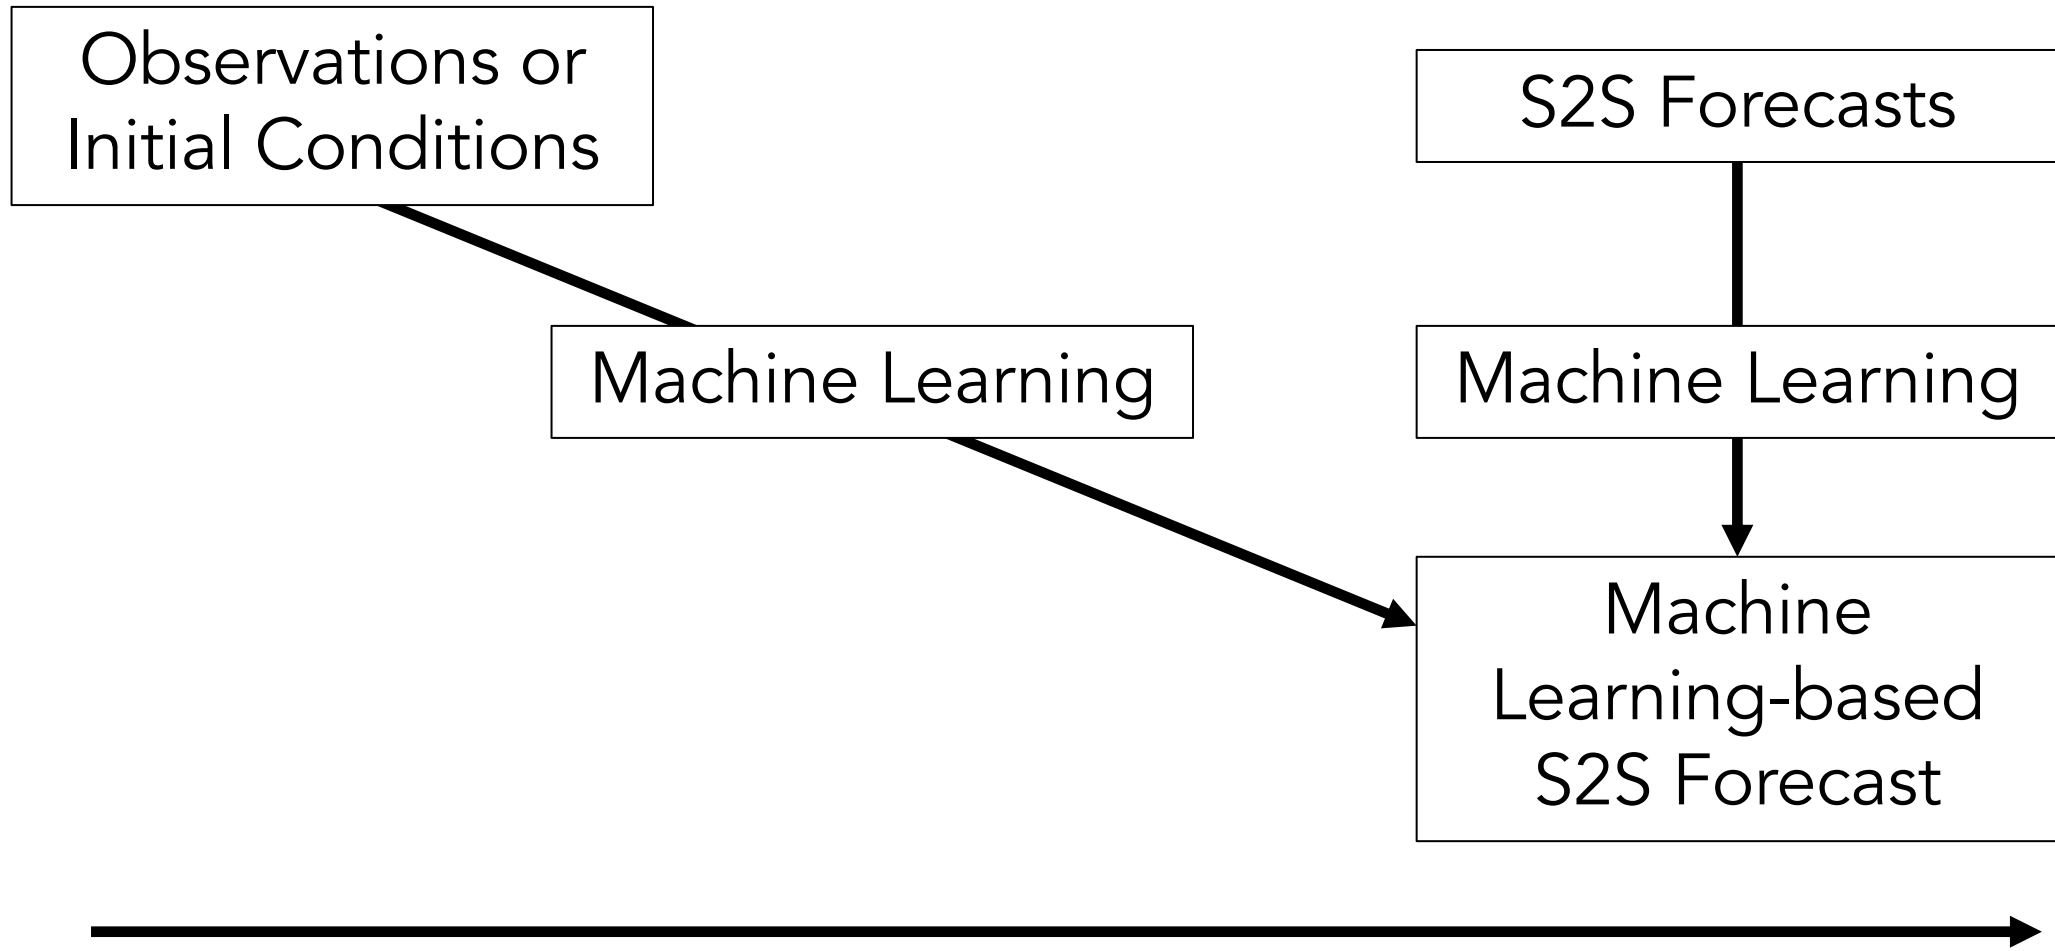 Observations or
Initial Conditions
S2S Forecasts
Machine Learning
Machine Learning
Machine
Learning-based
S2S Forecast